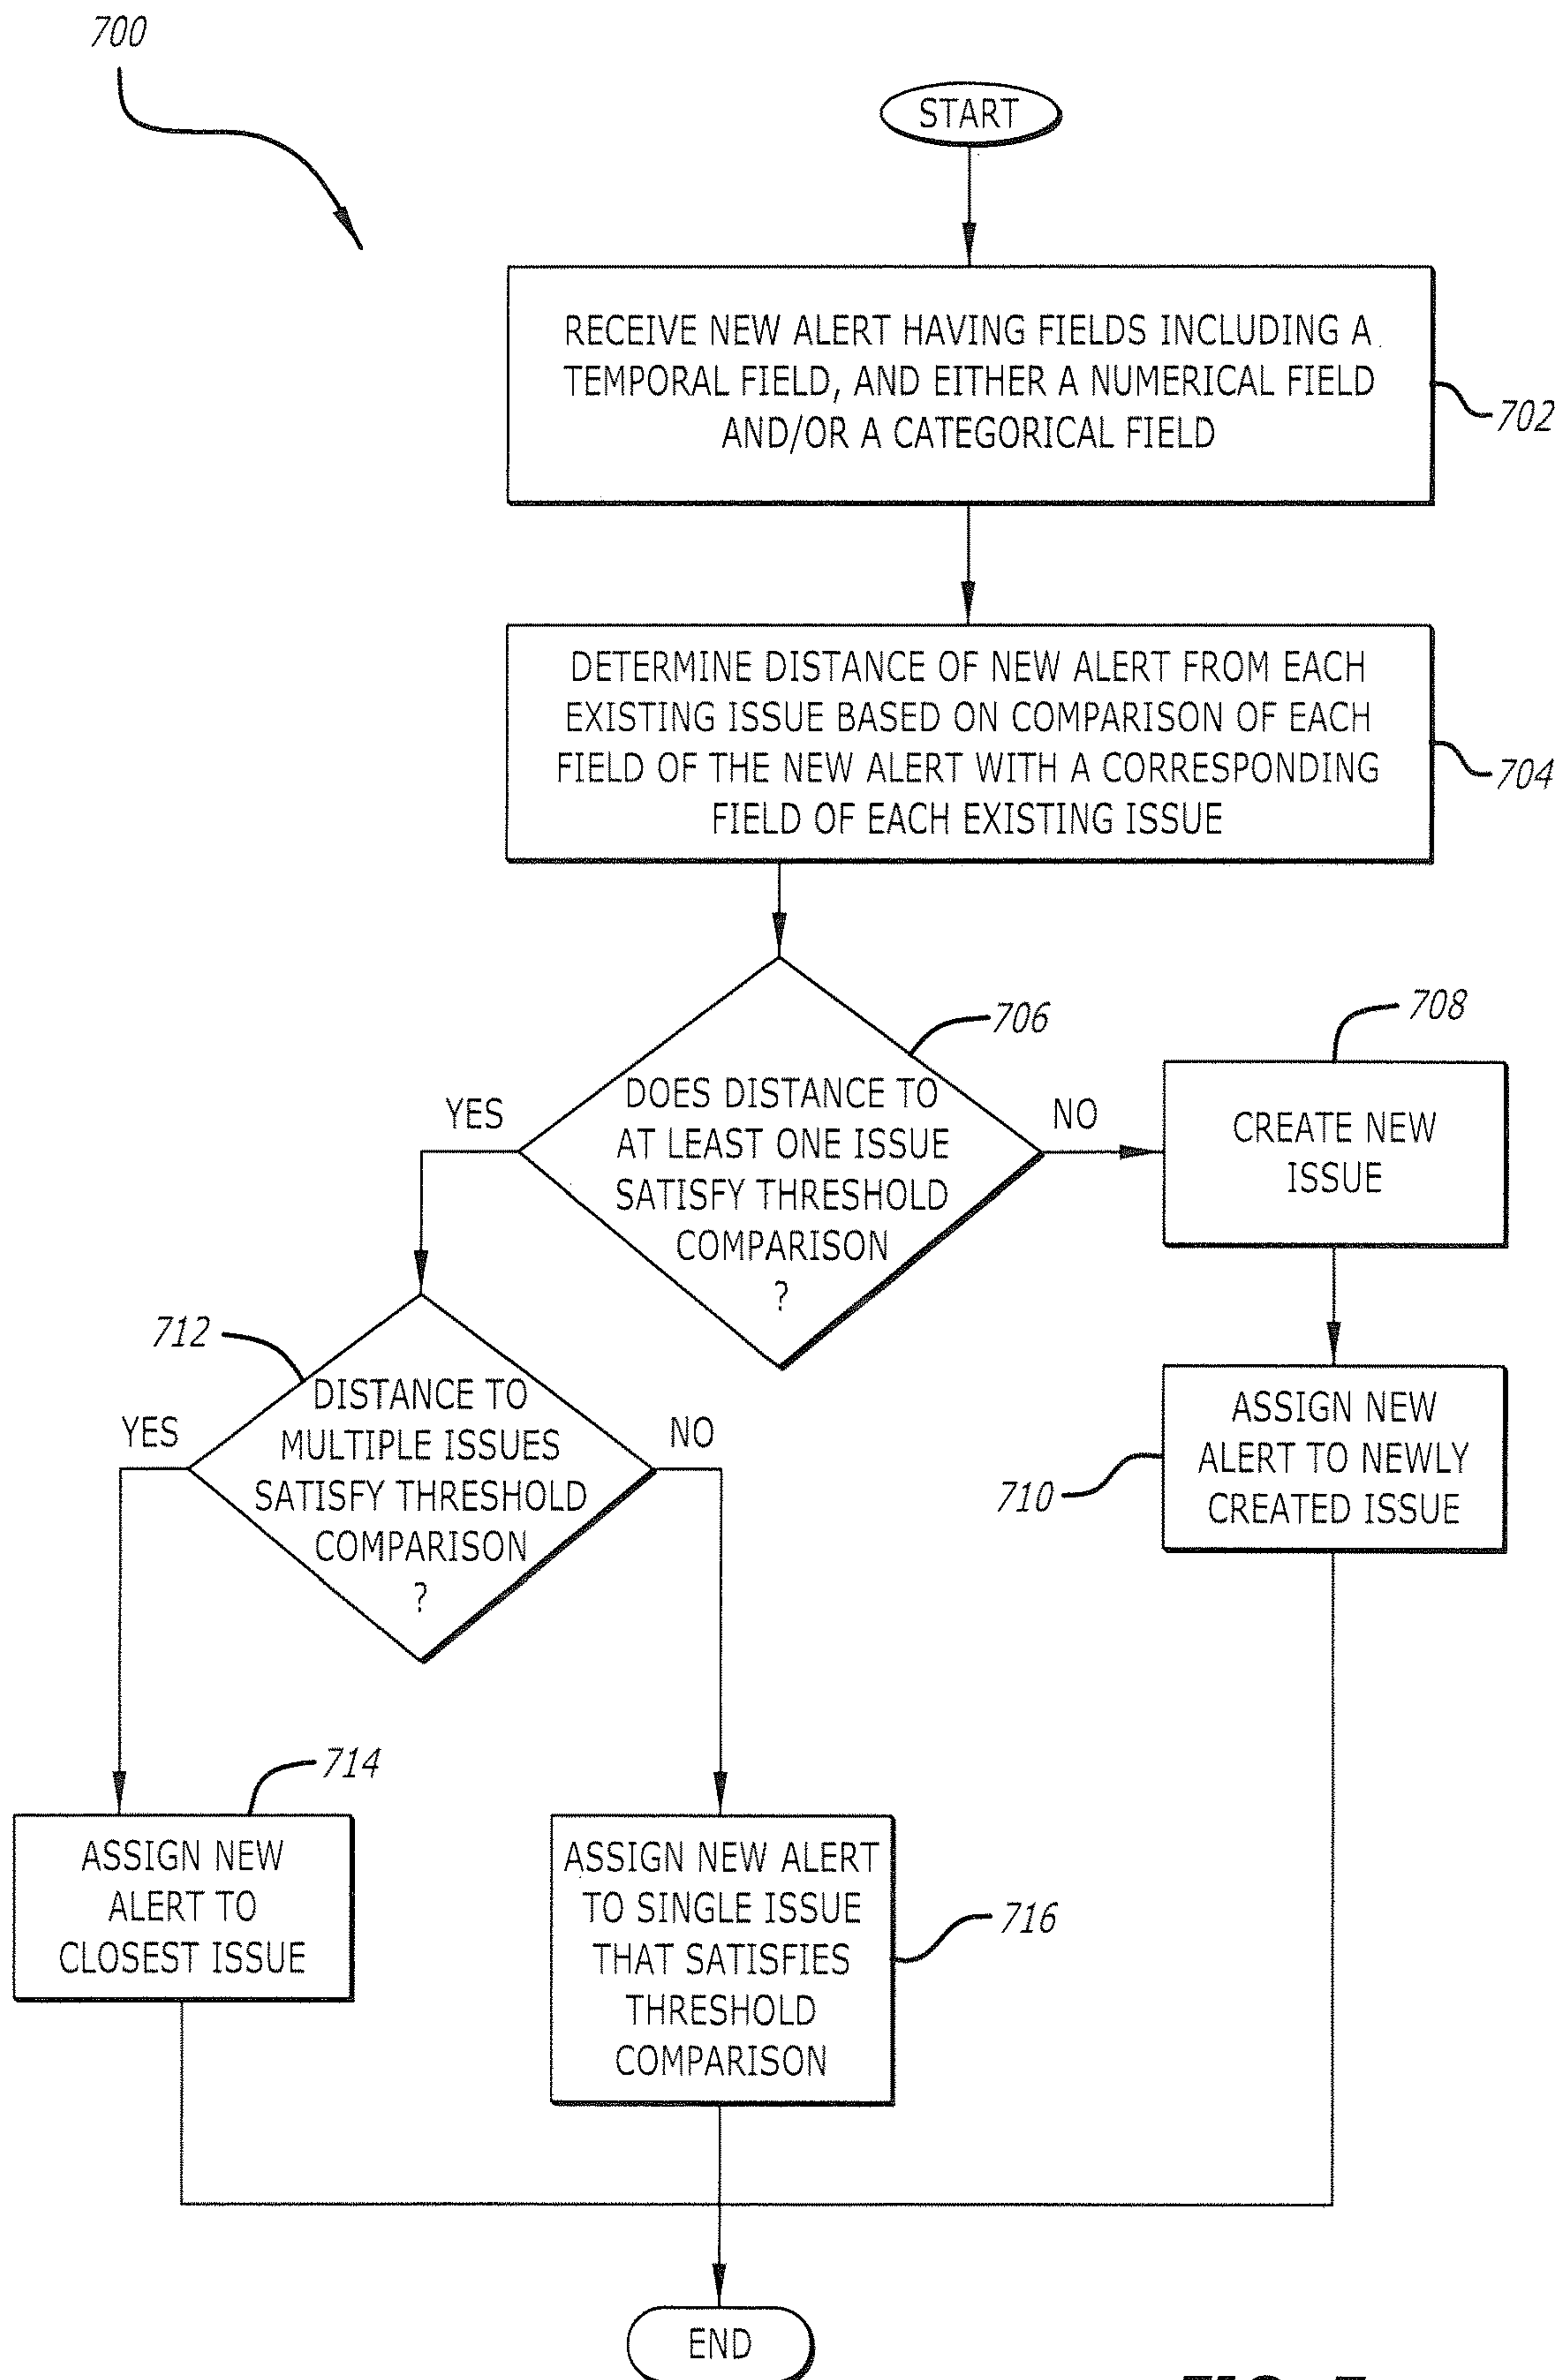 700
START
RECEIVE NEW ALERT HAVING FIELDS INCLUDING A
TEMPORAL FIELD, AND EITHER A NUMERICAL FIELD
AND/OR A CATEGORICAL FIELD
702
DETERMINE DISTANCE OF NEW ALERT FROM EACH
EXISTING ISSUE BASED ON COMPARISON OF EACH
FIELD OF THE NEW ALERT WITH A CORRESPONDING
FIELD OF EACH EXISTING ISSUE
704
706
DOES DISTANCE TO
AT LEAST ONE ISSUE
SATISFY THRESHOLD
COMPARISON
?
YES
NO
708
CREATE NEW
ISSUE
712
DISTANCE TO
MULTIPLE ISSUES
SATISFY THRESHOLD
COMPARISON
?
YES
NO
ASSIGN NEW
ALERT TO NEWLY
CREATED ISSUE
710
714
ASSIGN NEW
ALERT TO
CLOSEST ISSUE
ASSIGN NEW ALERT
TO SINGLE ISSUE
THAT SATISFIES
THRESHOLD
COMPARISON
716
END